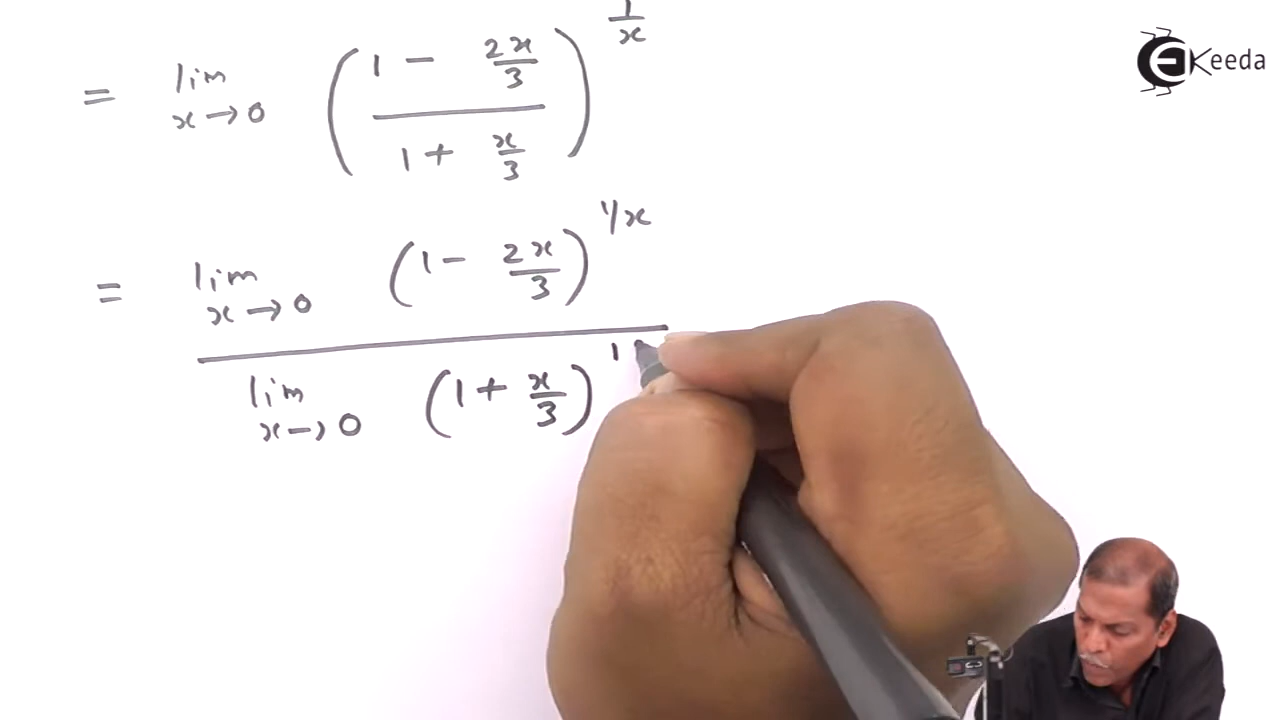 EKeeda
= lim x→0 ( (1 - 2x/3) / (1 + x/3) )^(1/x)
= lim x→0 (1 - 2x/3)^(1/x)
lim x→0 (1 + x/3)^1